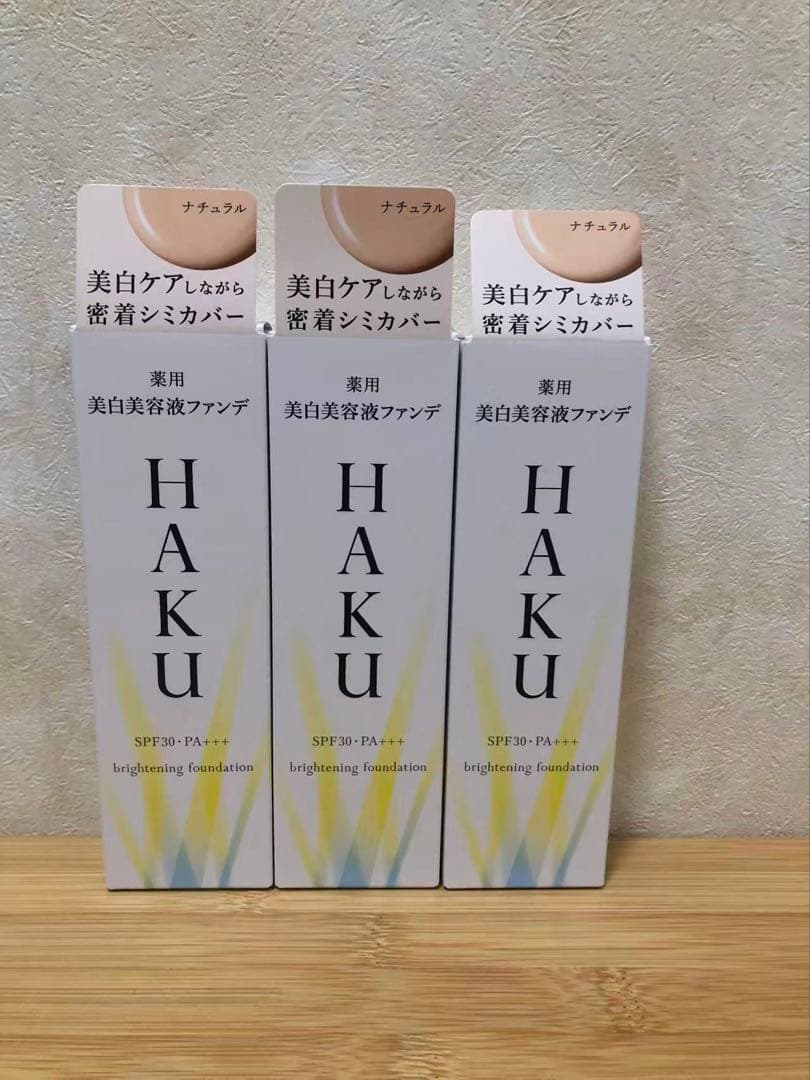 ナチュラル
美白ケアしながら
密着シミカバー
薬用
美白美容液ファンデ
HAKU
SPF30・PA+++
brightening foundation
ナチュラル
美白ケアしながら
密着シミカバー
薬用
美白美容液ファンデ
HAKU
SPF30・PA+++
brightening foundation
ナチュラル
美白ケアしながら
密着シミカバー
薬用
美白美容液ファンデ
HAKU
SPF30・PA+++
brightening foundation